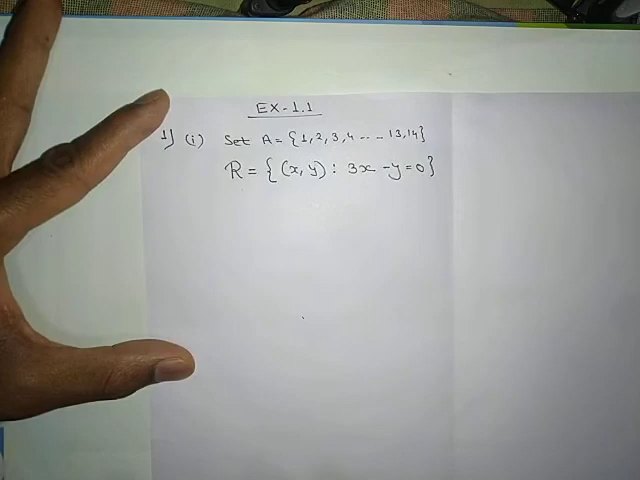 EX-1.1
1) (i) Set A = {1,2,3,4 ... - 13,14}
R = { (x,y) : 3x - y = 0 }